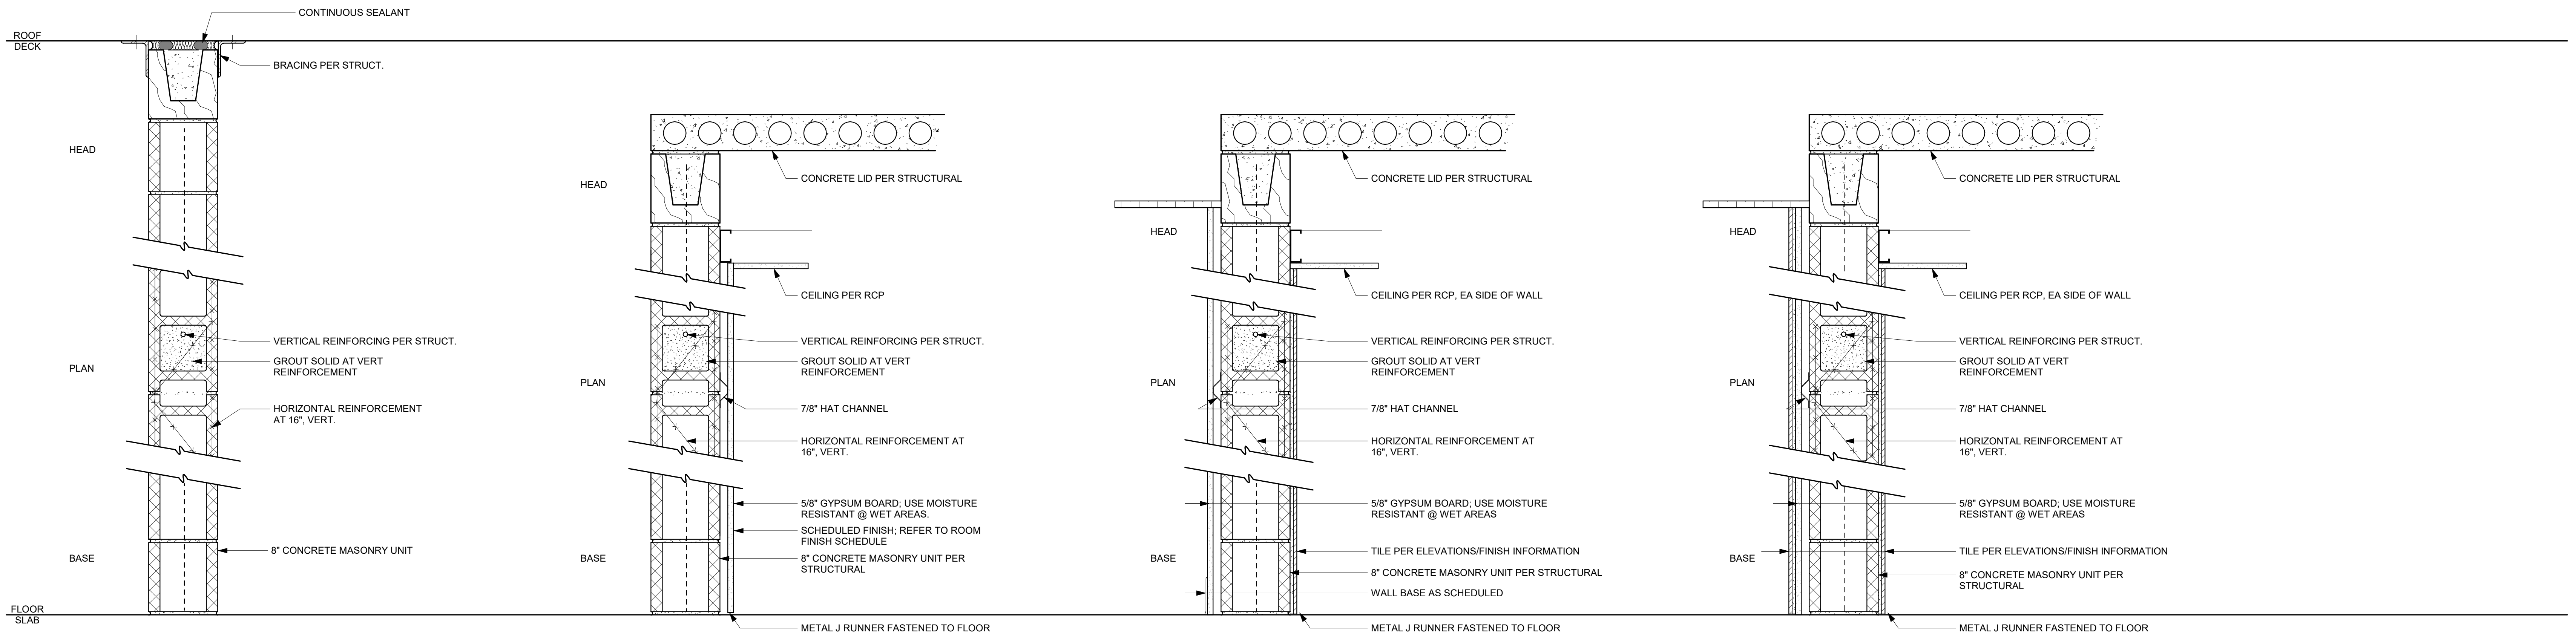 CONTINUOUS SEALANT
ROOF
DECK
BRACING PER STRUCT.
HEAD
VERTICAL REINFORCING PER STRUCT.
GROUT SOLID AT VERT
REINFORCEMENT
PLAN
HORIZONTAL REINFORCEMENT
AT 16", VERT.
8" CONCRETE MASONRY UNIT
BASE
FLOOR
SLAB
CONCRETE LID PER STRUCTURAL
HEAD
CEILING PER RCP
VERTICAL REINFORCING PER STRUCT.
GROUT SOLID AT VERT
REINFORCEMENT
PLAN
7/8" HAT CHANNEL
HORIZONTAL REINFORCEMENT AT
16", VERT.
5/8" GYPSUM BOARD; USE MOISTURE
RESISTANT @ WET AREAS.
SCHEDULED FINISH; REFER TO ROOM
FINISH SCHEDULE
BASE
8" CONCRETE MASONRY UNIT PER
STRUCTURAL
METAL J RUNNER FASTENED TO FLOOR
CONCRETE LID PER STRUCTURAL
HEAD
CEILING PER RCP, EA SIDE OF WALL
VERTICAL REINFORCING PER STRUCT.
GROUT SOLID AT VERT
REINFORCEMENT
PLAN
7/8" HAT CHANNEL
HORIZONTAL REINFORCEMENT AT
16", VERT.
5/8" GYPSUM BOARD; USE MOISTURE
RESISTANT @ WET AREAS
TILE PER ELEVATIONS/FINISH INFORMATION
BASE
8" CONCRETE MASONRY UNIT PER STRUCTURAL
WALL BASE AS SCHEDULED
METAL J RUNNER FASTENED TO FLOOR
CONCRETE LID PER STRUCTURAL
HEAD
CEILING PER RCP, EA SIDE OF WALL
VERTICAL REINFORCING PER STRUCT.
GROUT SOLID AT VERT
REINFORCEMENT
PLAN
7/8" HAT CHANNEL
HORIZONTAL REINFORCEMENT AT
16", VERT.
5/8" GYPSUM BOARD; USE MOISTURE
RESISTANT @ WET AREAS
TILE PER ELEVATIONS/FINISH INFORMATION
BASE
8" CONCRETE MASONRY UNIT PER
STRUCTURAL
METAL J RUNNER FASTENED TO FLOOR